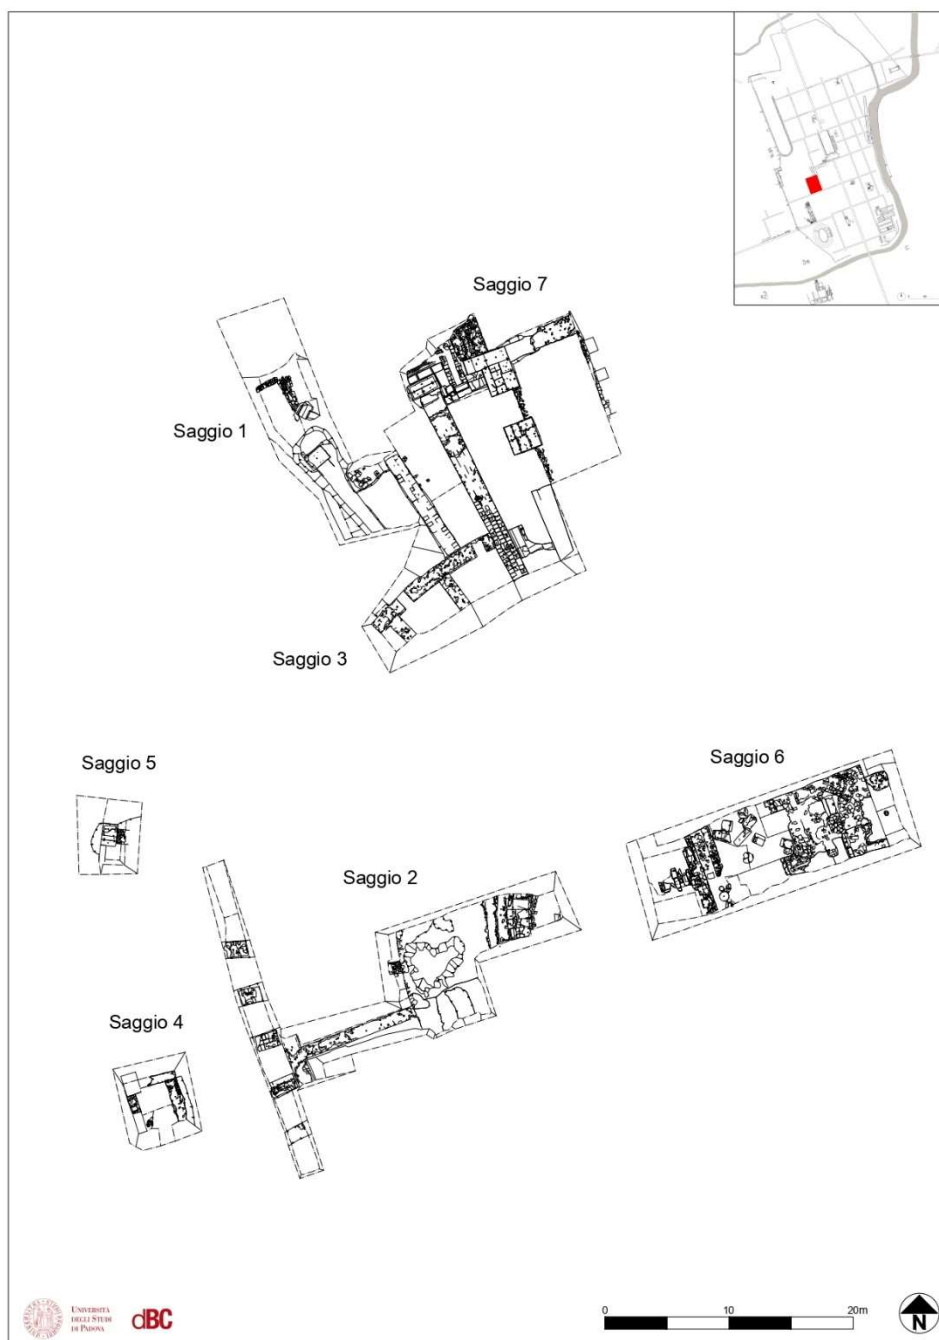 Saggio 7
Saggio 1
Saggio 3
Saggio 5
Saggio 6
Saggio 2
Saggio 4
UNIVERSITÀ
DEGLI STUDI
DI PADOVA
dBC
0 10 20m
N